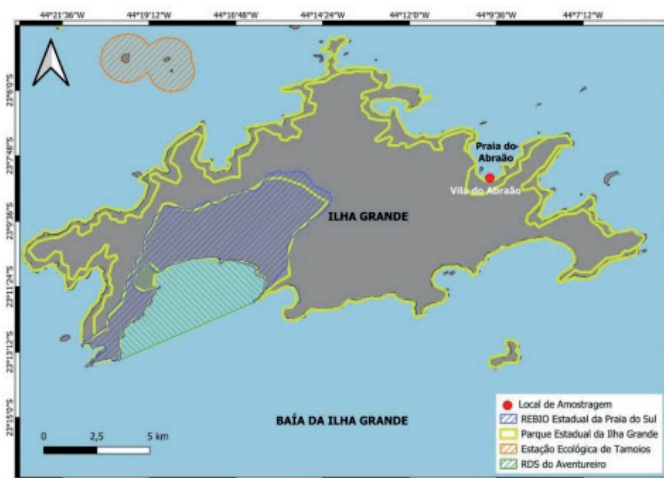 44°21'36"W 44°19'12"W 44°16'48"W 44°14'24"W 44°12'0"W 44°9'36"W 44°7'12"W
23°6'0"S
23°7'48"S
23°9'36"S
23°11'24"S
23°13'12"S
23°15'0"S
Praia do
Abraão
Vila do Abraão
ILHA GRANDE
BAÍA DA ILHA GRANDE
0 2,5 5 km
Local de Amostragem
REBIO Estadual da Praia do Sul
Parque Estadual da Ilha Grande
Estação Ecológica de Tamoios
RDS do Aventureiro